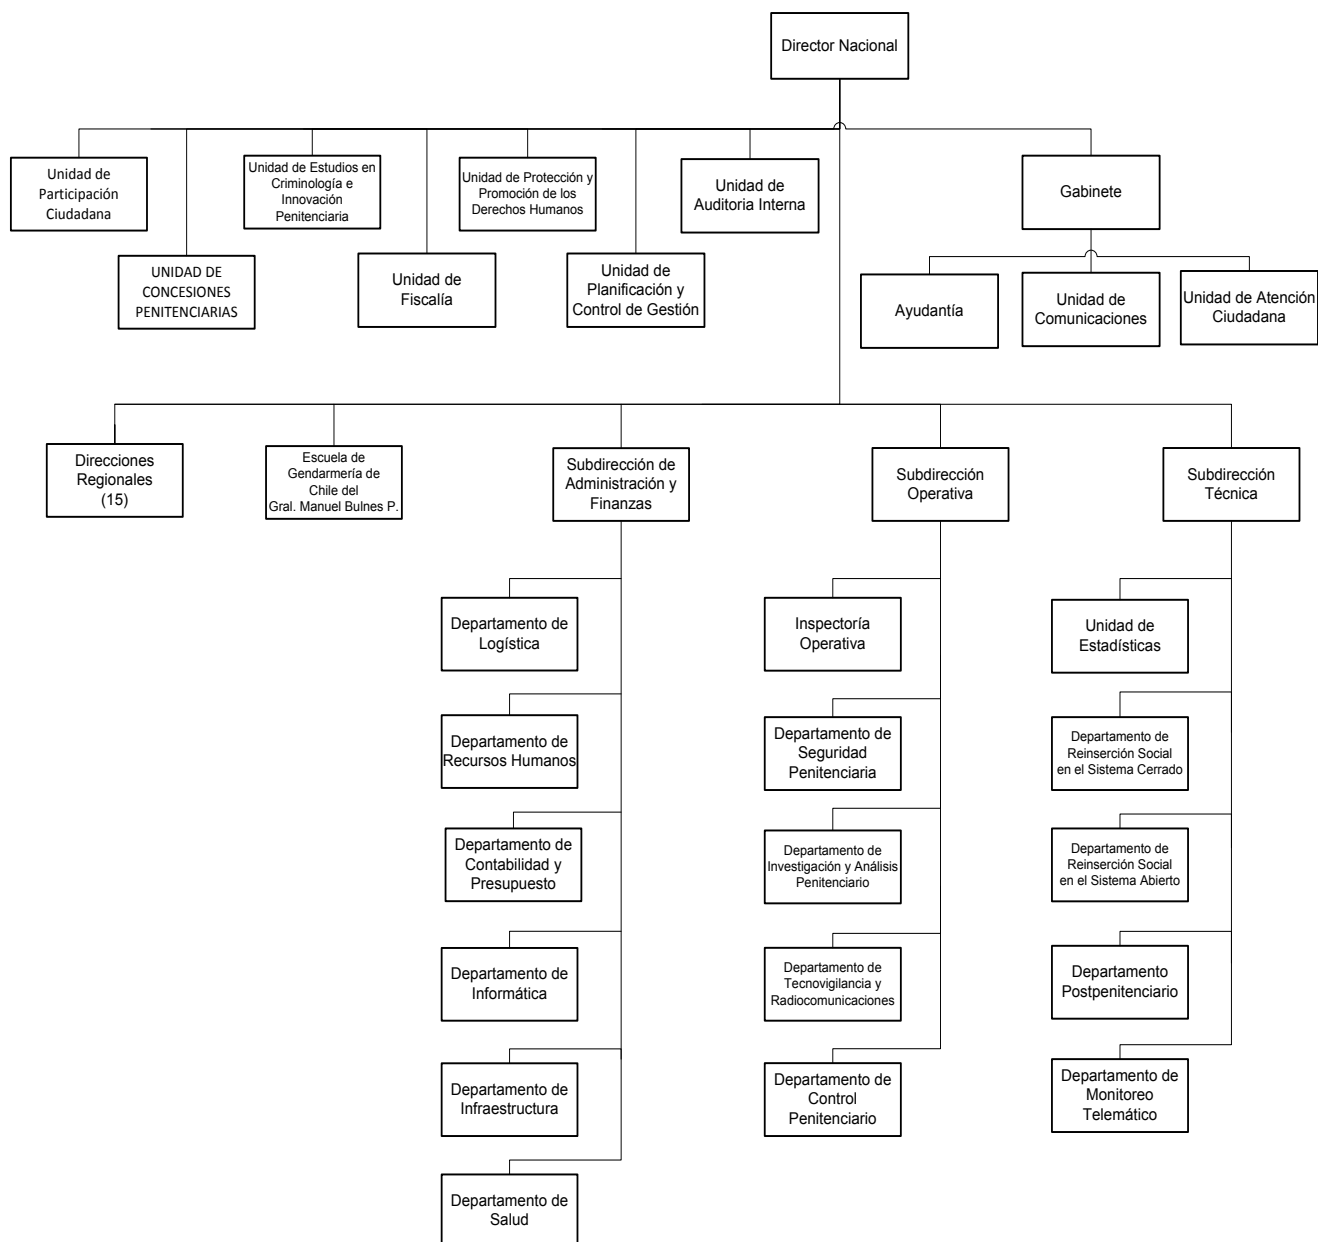 Director Nacional
Unidad de
Participación
Ciudadana
Unidad de Estudios en
Criminología e
Innovación
Penitenciaria
Unidad de Protección y
Promoción de los
Derechos Humanos
Unidad de
Auditoria Interna
Gabinete
UNIDAD DE
CONCESIONES
PENITENCIARIAS
Unidad de
Fiscalía
Unidad de
Planificación y
Control de Gestión
Ayudantía
Unidad de
Comunicaciones
Unidad de Atención
Ciudadana
Direcciones
Regionales
(15)
Escuela de
Gendarmería de
Chile del
Gral. Manuel Bulnes P.
Subdirección de
Administración y
Finanzas
Subdirección
Operativa
Subdirección
Técnica
Departamento de
Logística
Inspectoría
Operativa
Unidad de
Estadísticas
Departamento de
Recursos Humanos
Departamento de
Seguridad
Penitenciaria
Departamento de
Reinserción Social
en el Sistema Cerrado
Departamento de
Contabilidad y
Presupuesto
Departamento de
Investigación y Análisis
Penitenciario
Departamento de
Reinserción Social
en el Sistema Abierto
Departamento de
Informática
Departamento de
Tecnovigilancia y
Radiocomunicaciones
Departamento
Postpenitenciario
Departamento de
Infraestructura
Departamento de
Control
Penitenciario
Departamento de
Monitoreo
Telemático
Departamento de
Salud